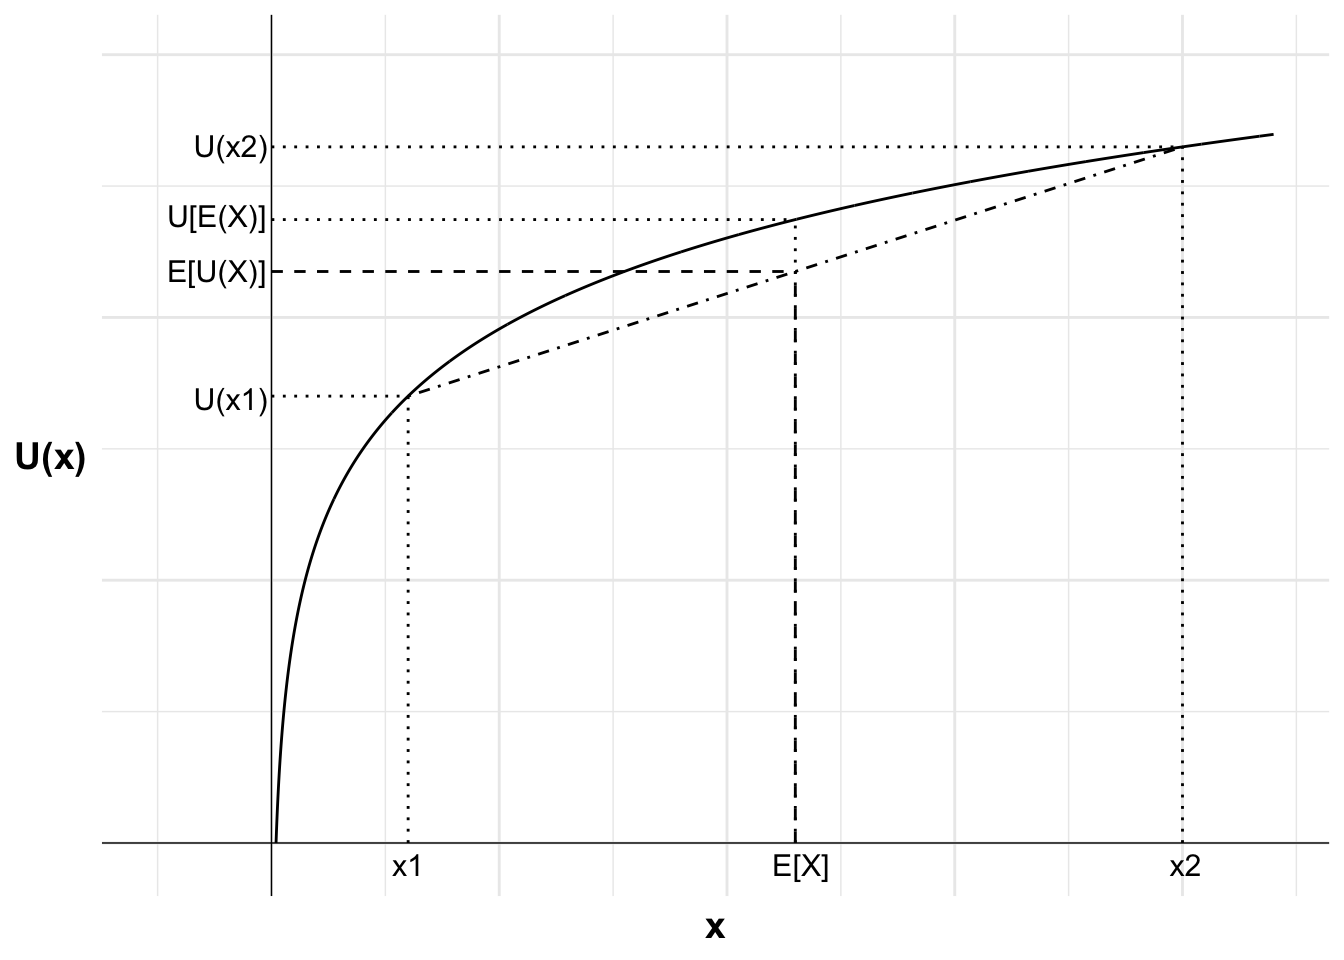 U(x2)
U[E(X)]
E[U(X)]
U(x1)
U(x)
x1
E[X]
x2
x